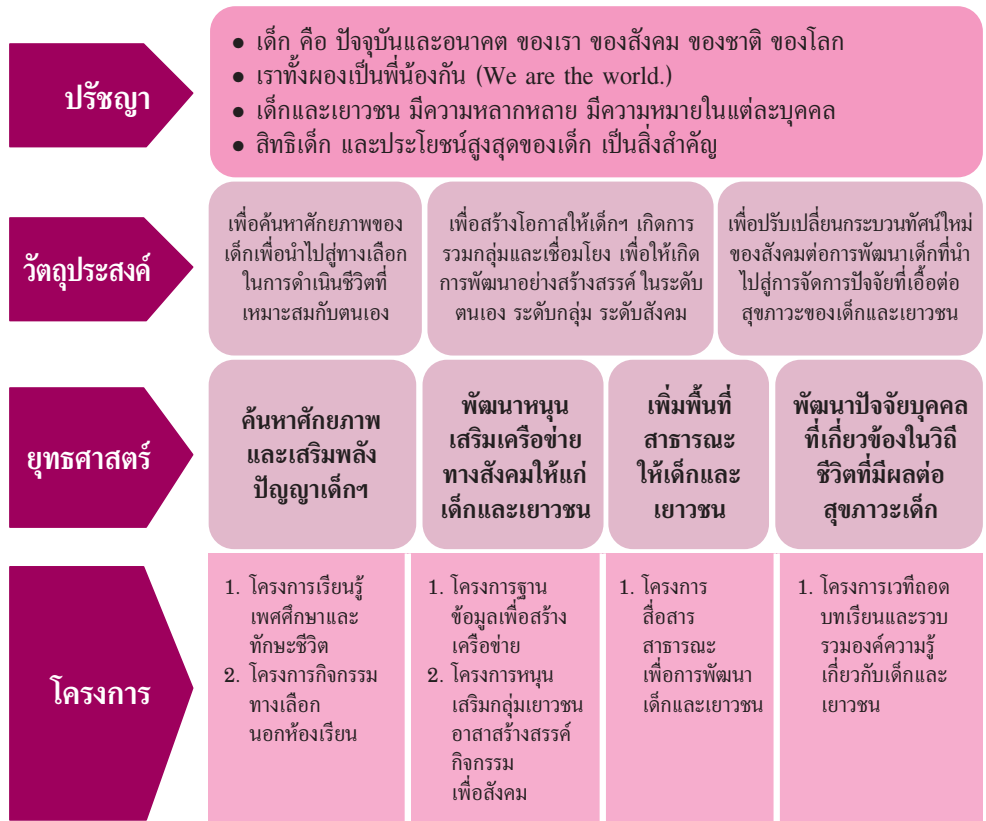 ปรัชญา
● เด็ก คือ ปัจจุบันและอนาคต ของเรา ของสังคม ของชาติ ของโลก
● เราทั้งผองเป็นพี่น้องกัน (We are the world.)
● เด็กและเยาวชน มีความหลากหลาย มีความหมายในแต่ละบุคคล
● สิทธิเด็ก และประโยชน์สูงสุดของเด็ก เป็นสิ่งสำคัญ
วัตถุประสงค์
เพื่อค้นหาศักยภาพของ
เด็กเพื่อนำไปสู่ทางเลือก
ในการดำเนินชีวิตที่
เหมาะสมกับตนเอง
เพื่อสร้างโอกาสให้เด็กฯ เกิดการ
รวมกลุ่มและเชื่อมโยง เพื่อให้เกิด
การพัฒนาอย่างสร้างสรรค์ ในระดับ
ตนเอง ระดับกลุ่ม ระดับสังคม
เพื่อปรับเปลี่ยนกระบวนทัศน์ใหม่
ของสังคมต่อการพัฒนาเด็กที่นำ
ไปสู่การจัดการปัจจัยที่เอื้อต่อ
สุขภาวะของเด็กและเยาวชน
ยุทธศาสตร์
ค้นหาศักยภาพ
และเสริมพลัง
ปัญญาเด็กฯ
พัฒนาหนุน
เสริมเครือข่าย
ทางสังคมให้แก่
เด็กและเยาวชน
เพิ่มพื้นที่
สาธารณะ
ให้เด็กและ
เยาวชน
พัฒนาปัจจัยบุคคล
ที่เกี่ยวข้องในวิถี
ชีวิตที่มีผลต่อ
สุขภาวะเด็ก
โครงการ
1. โครงการเรียนรู้
เพศศึกษาและ
ทักษะชีวิต
2. โครงการกิจกรรม
ทางเลือก
นอกห้องเรียน
1. โครงการฐาน
ข้อมูลเพื่อสร้าง
เครือข่าย
2. โครงการหนุน
เสริมกลุ่มเยาวชน
อาสาสร้างสรรค์
กิจกรรม
เพื่อสังคม
1. โครงการ
สื่อสาร
สาธารณะ
เพื่อการพัฒนา
เด็กและเยาวชน
1. โครงการเวทีถอด
บทเรียนและรวบ
รวมองค์ความรู้
เกี่ยวกับเด็กและ
เยาวชน